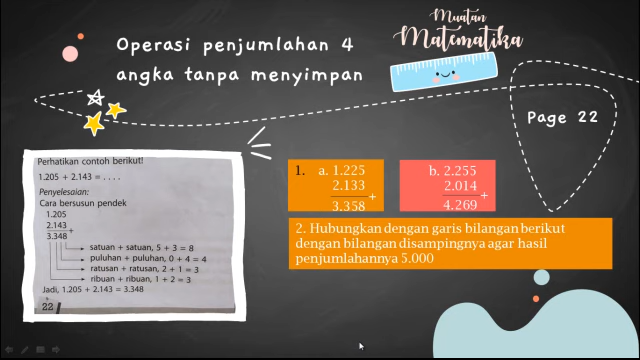 Muatan
Matematika
Operasi penjumlahan 4
angka tanpa menyimpan
Page 22
Perhatikan contoh berikut!
1.205 + 2.143 = . . . .
Penyelesaian:
Cara bersusun pendek
1.205
2.143
+
3.348
satuan + satuan, 5 + 3 = 8
puluhan + puluhan, 0 + 4 = 4
ratusan + ratusan, 2 + 1 = 3
ribuan + ribuan, 1 + 2 = 3
Jadi, 1.205 + 2.143 = 3.348
22
1. a. 1.225
2.133
+
3.358
b. 2.255
2.014
+
4.269
2. Hubungkan dengan garis bilangan berikut
dengan bilangan disampingnya agar hasil
penjumlahannya 5.000